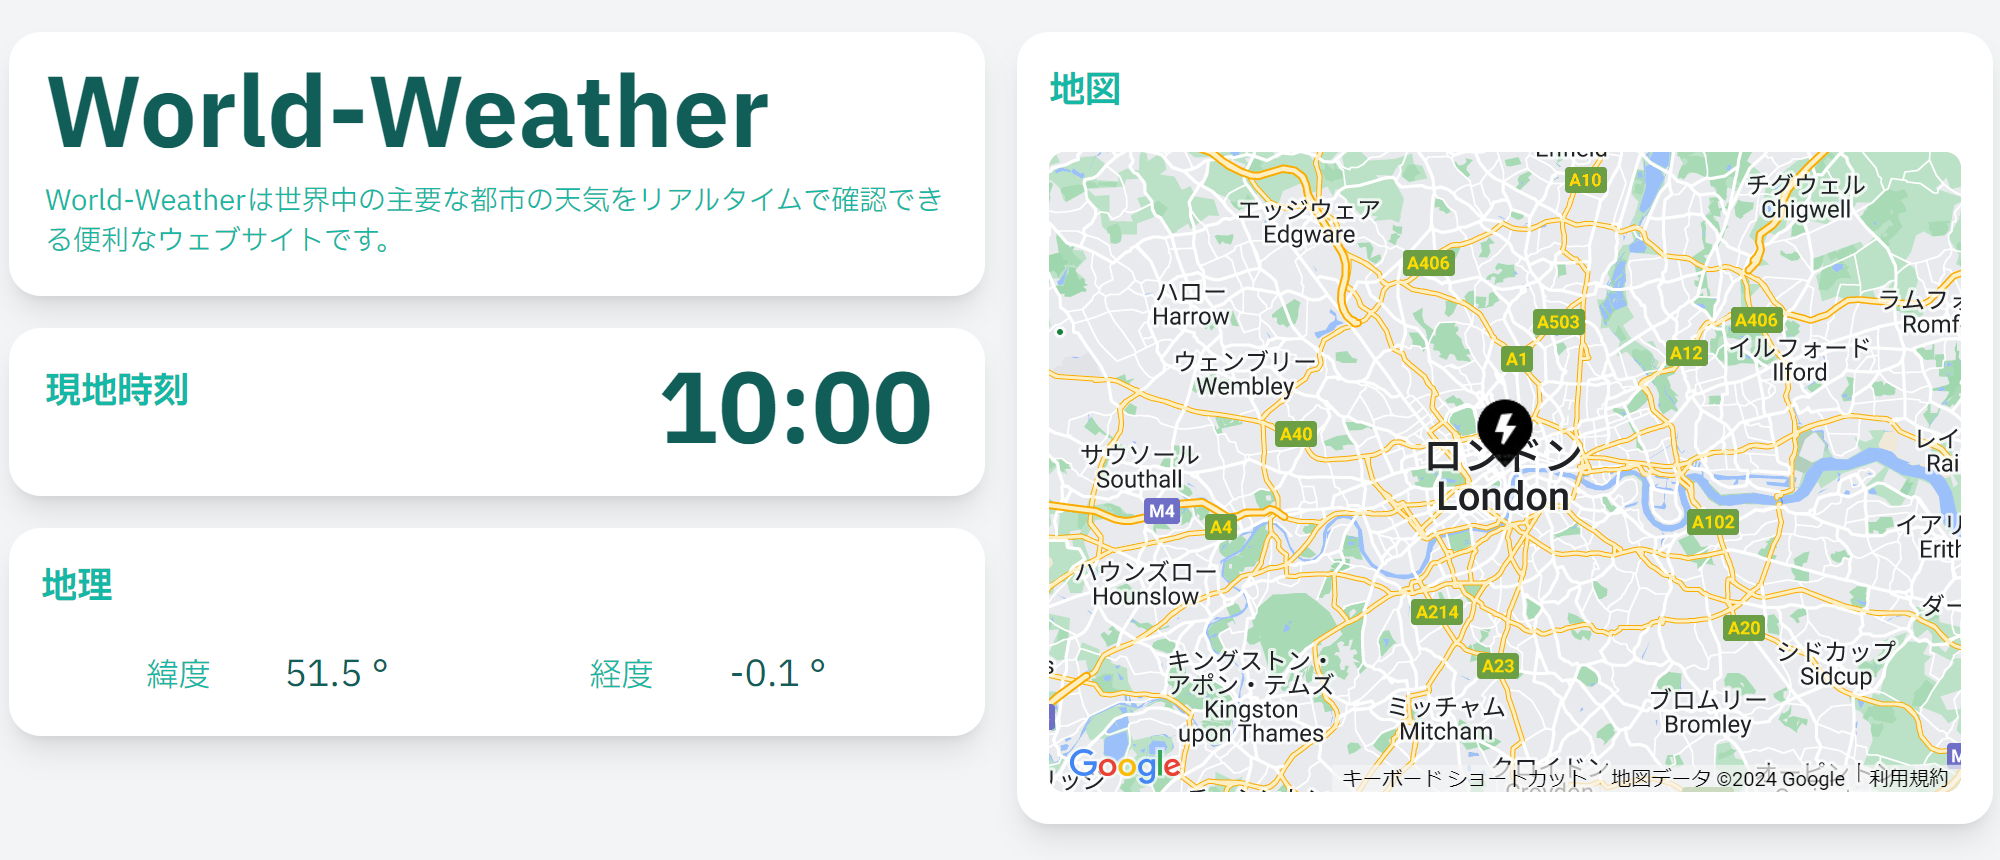 World-Weather
World-Weatherは世界中の主要な都市の天気をリアルタイムで確認でき
る便利なウェブサイトです。
現地時刻
10:00
地理
緯度 51.5 ° 経度 -0.1 °
地図
Enfield
A10
チグウェル
Chigwell
エッジウェア
Edgware
A406
ハロー
Harrow
ラムフォ
Romf
A503
A406
A1
A12
イルフォード
Ilford
ウェンブリー
Wembley
A40
ロンドン
London
サウソール
Southall
レイ
Rai
M4
A4
A102
イアリ
Erith
ハウンズロー
Hounslow
ダー
A214
A20
シドカップ
Sidcup
A23
キングストン・
アポン・テムズ
Kingston
upon Thames
ミッチャム
Mitcham
ブロムリー
Bromley
クロイドン
Croydon
Google
キーボード ショートカット 地図データ ©2024 Google 利用規約